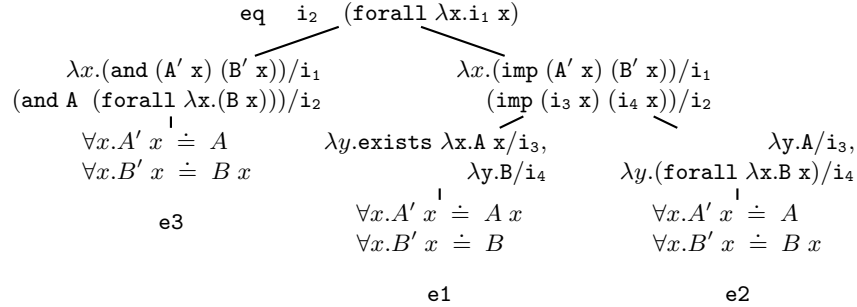 eq i₂ (forall λx.i₁ x)
λx.(and (A′ x) (B′ x))/i₁
(and A (forall λx.(B x)))/i₂
λx.(imp (A′ x) (B′ x))/i₁
(imp (i₃ x) (i₄ x))/i₂
∀x.A′ x ≐ A
∀x.B′ x ≐ B x
e3
λy.exists λx.A x/i₃,
λy.B/i₄
∀x.A′ x ≐ A x
∀x.B′ x ≐ B
e1
λy.A/i₃,
λy.(forall λx.B x)/i₄
∀x.A′ x ≐ A
∀x.B′ x ≐ B x
e2